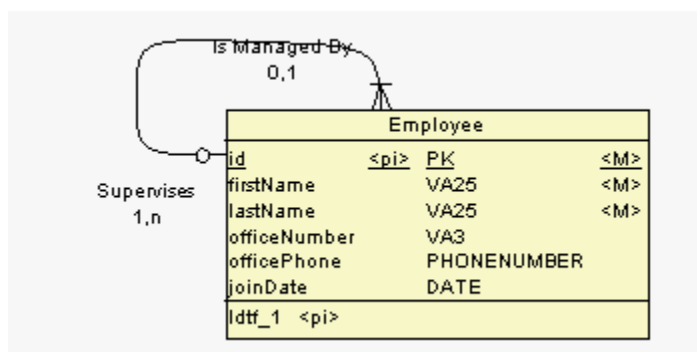 Is Managed By
0,1
Employee
id <pi> PK <M>
firstName VA25 <M>
lastName VA25 <M>
officeNumber VA3
officePhone PHONENUMBER
joinDate DATE
Idtf_1 <pi>
Supervises
1,n